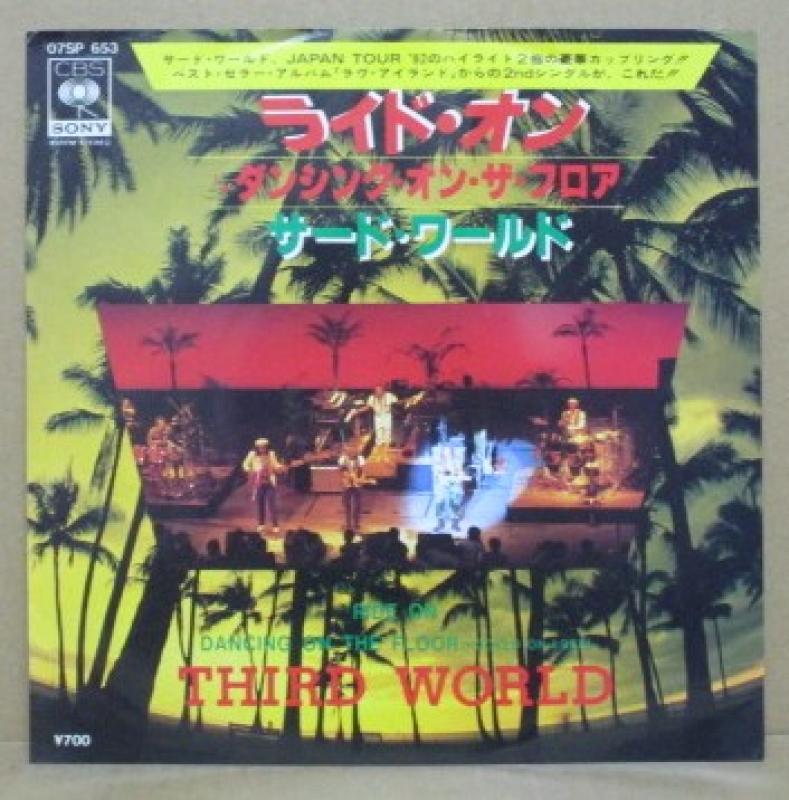 07SP 653
サード・ワールド、JAPAN TOUR '82のハイライト2曲の豪華カップリング!!
ベスト・セラー・アルバム「ラヴ・アイランド」からの2ndシングルが、これだ!!
CBS
SONY
ライド・オン
ダンシング・オン・ザ・フロア
サード・ワールド
RIDE ON
DANCING ON THE FLOOR
THIRD WORLD
¥700